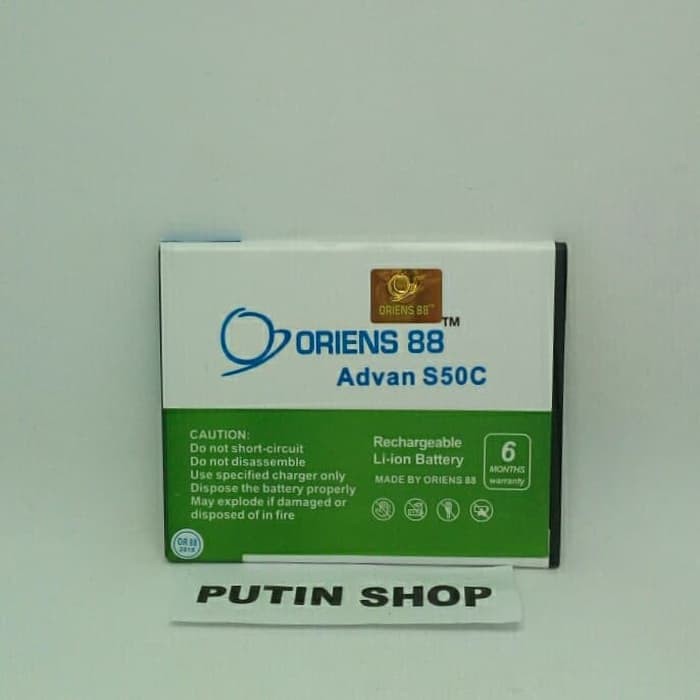 ORIENS 88
TM
ORIENS 88
Advan S50C
CAUTION:
Do not short-circuit
Do not disassemble
Use specified charger only
Dispose the battery properly
May explode if damaged or
disposed of in fire
Rechargeable
Li-ion Battery
MADE BY ORIENS 88
6
MONTHS
warranty
OR 88
PUTIN SHOP